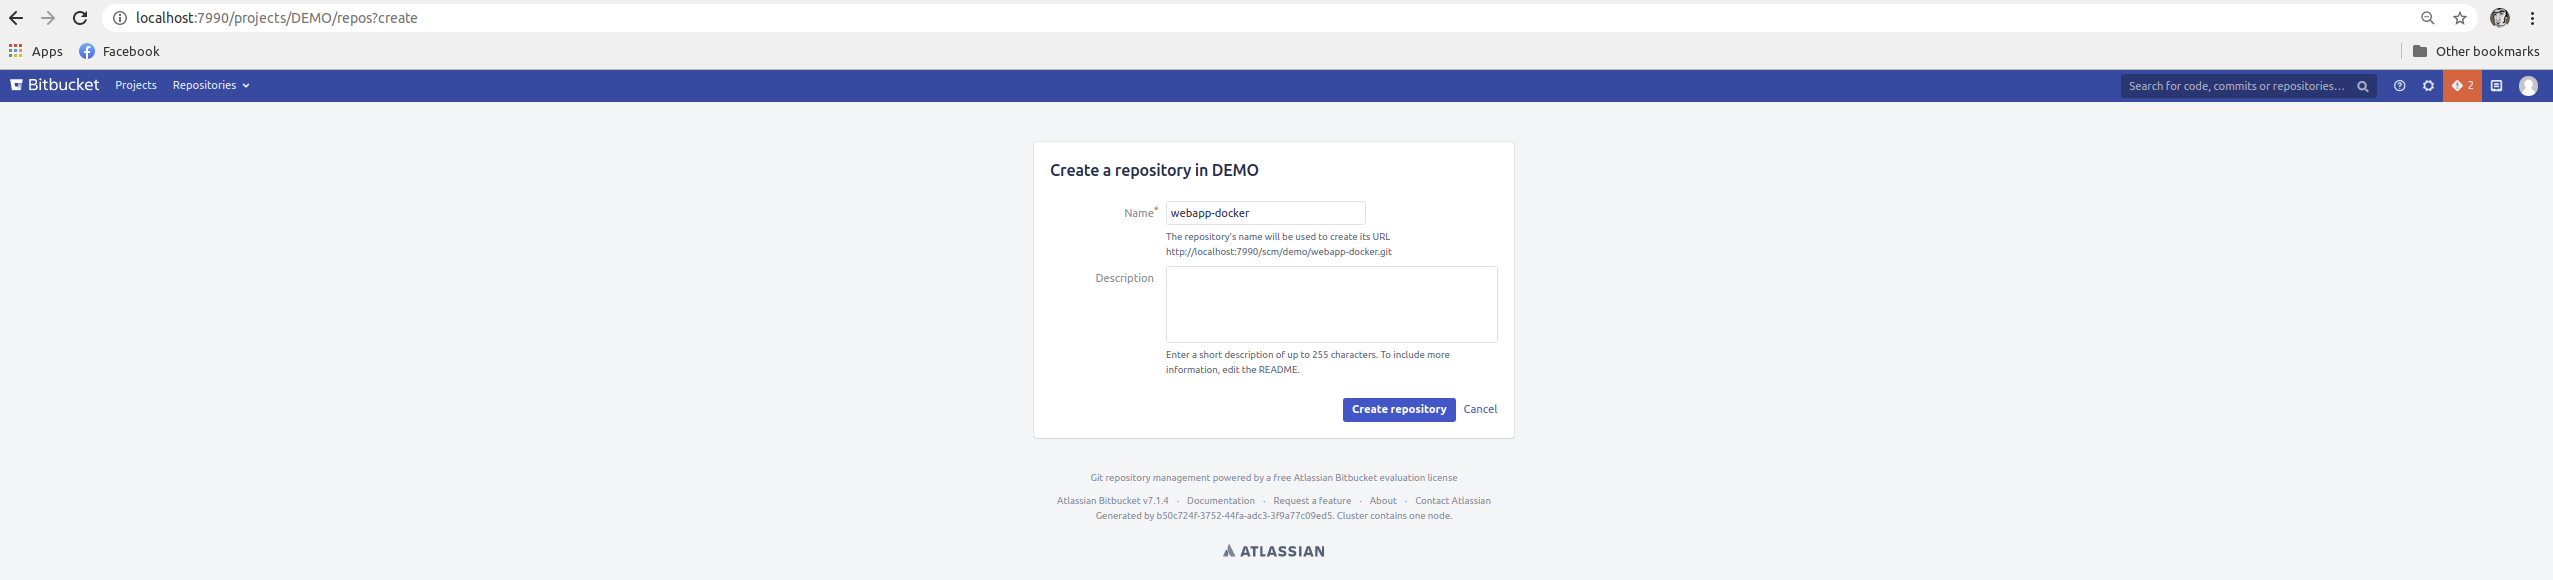 localhost:7990/projects/DEMO/repos?create
Apps Facebook Other bookmarks
Bitbucket Projects Repositories Search for code, commits or repositories... 2
Create a repository in DEMO
Name* webapp-docker
The repository's name will be used to create its URL
http://localhost:7990/scm/demo/webapp-docker.git
Description
Enter a short description of up to 255 characters. To include more
information, edit the README.
Create repository Cancel
Git repository management powered by a free Atlassian Bitbucket evaluation license
Atlassian Bitbucket v7.1.4 · Documentation · Request a feature · About · Contact Atlassian
Generated by b50c724f-3752-44fa-adc3-3f9a77c09ed5. Cluster contains one node.
ATLASSIAN